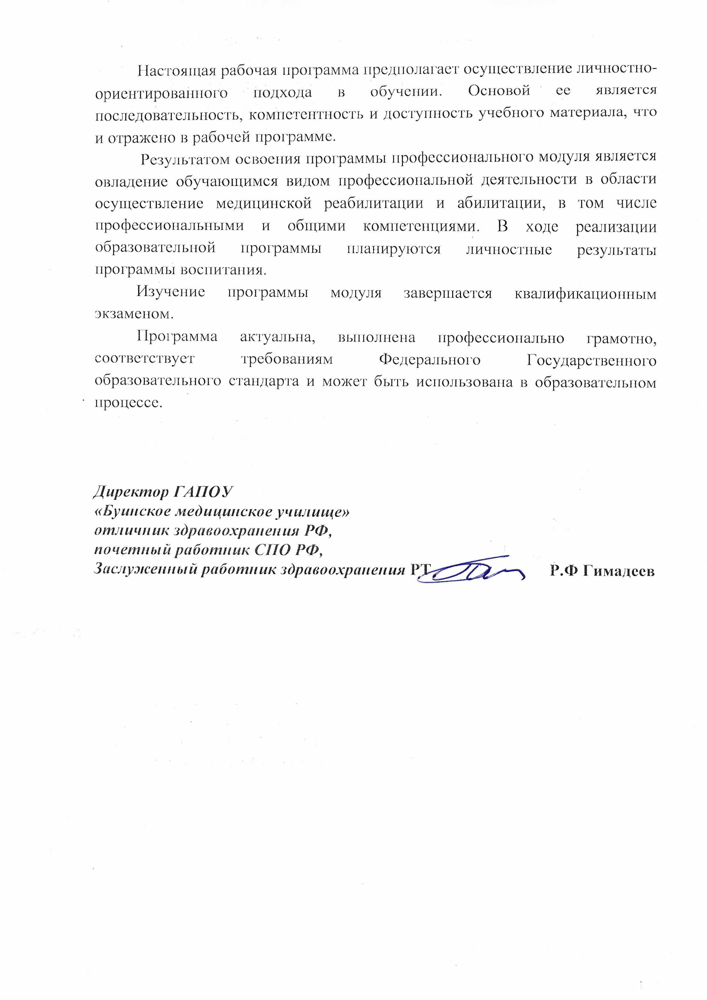 Настоящая рабочая программа предполагает осуществление личностно-
ориентированного подхода в обучении. Основой ее является
последовательность, компетентность и доступность учебного материала, что
и отражено в рабочей программе.
Результатом освоения программы профессионального модуля является
овладение обучающимся видом профессиональной деятельности в области
осуществление медицинской реабилитации и абилитации, в том числе
профессиональными и общими компетенциями. В ходе реализации
образовательной программы планируются личностные результаты
программы воспитания.
Изучение программы модуля завершается квалификационным
экзаменом.
Программа актуальна, выполнена профессионально грамотно,
соответствует требованиям Федерального Государственного
образовательного стандарта и может быть использована в образовательном
процессе.
Директор ГАПОУ
«Буинское медицинское училище»
отличник здравоохранения РФ,
почетный работник СПО РФ,
Заслуженный работник здравоохранения РТ Р.Ф Гимадеев